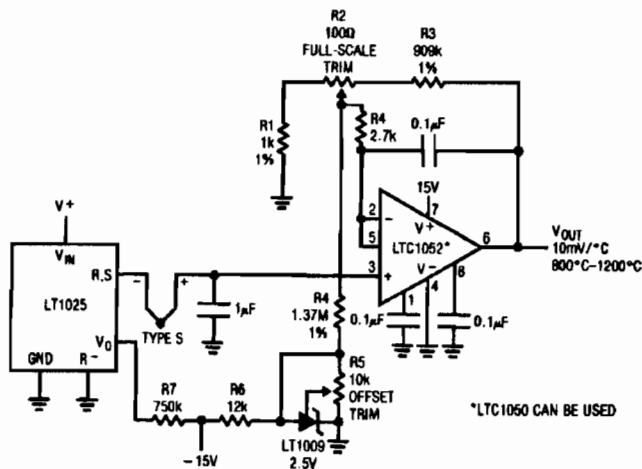 R2
100Ω
FULL-SCALE
TRIM
R3
909k
1%
R1
1k
1%
R4
2.7k
0.1μF
15V
2
−
7
V+
5
LTC1052*
6
3
+
V−
8
1
4
VOUT
10mV/°C
800°C–1200°C
V+
VIN
R,S
−
+
LT1025
TYPE S
1μF
VO
GND
R−
0.1μF
0.1μF
R4
1.37M
1%
R5
10k
OFFSET
TRIM
R7
750k
R6
12k
−15V
LT1009
2.5V
*LTC1050 CAN BE USED